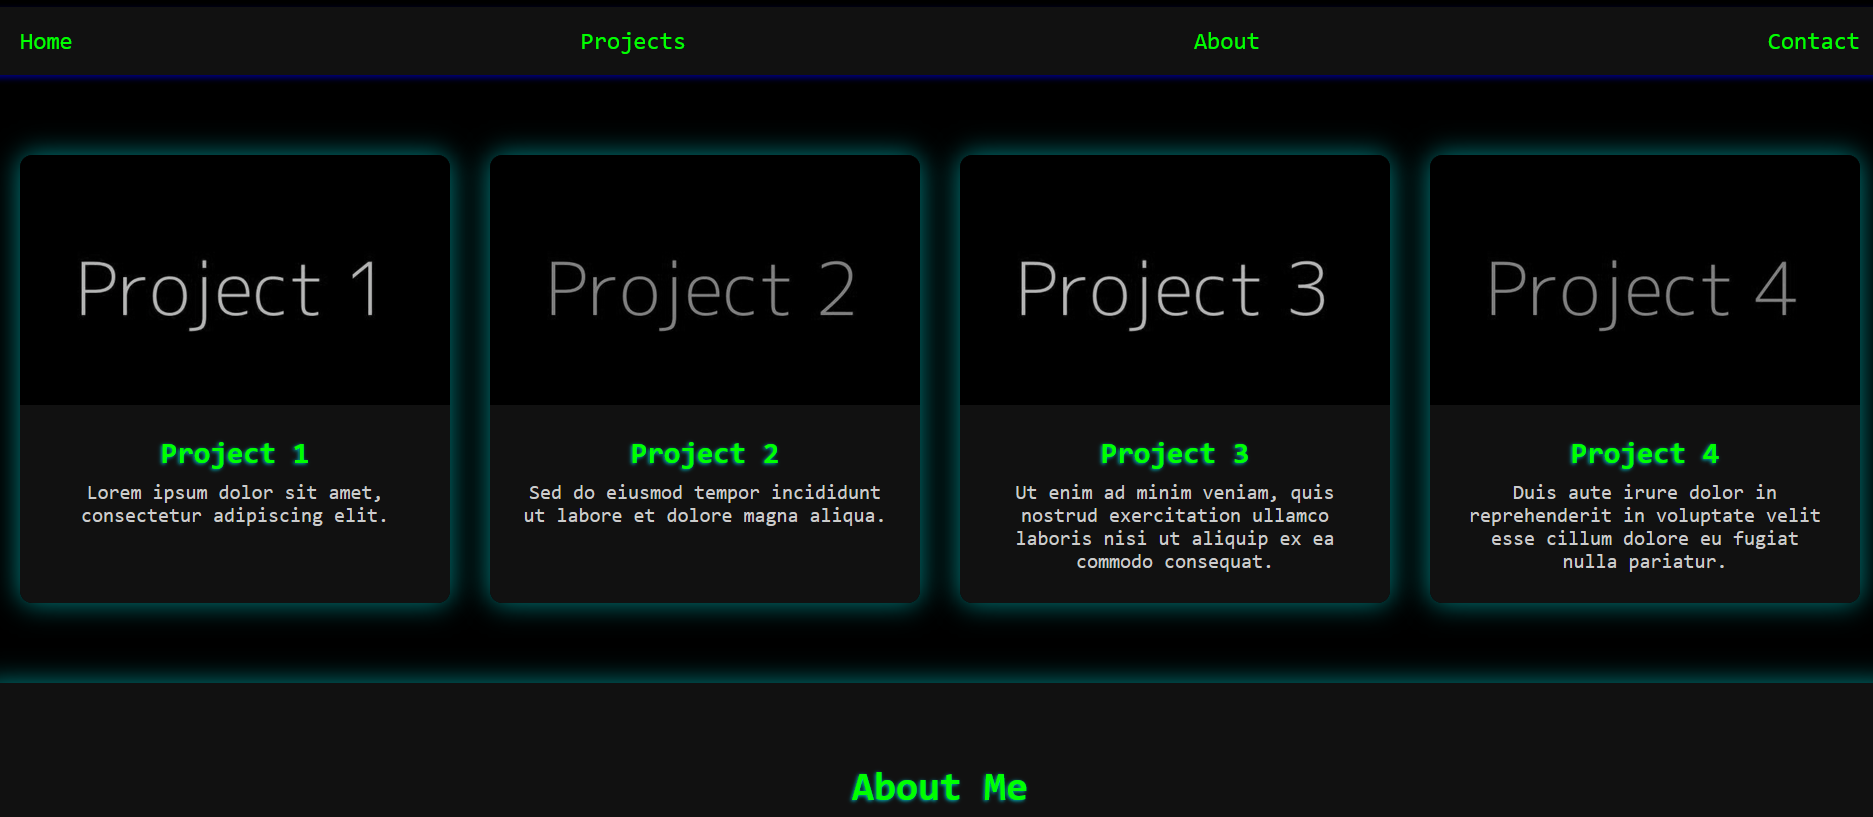 Home Projects About Contact
Project 1 Project 2 Project 3 Project 4
Project 1
Lorem ipsum dolor sit amet,
consectetur adipiscing elit.
Project 2
Sed do eiusmod tempor incididunt
ut labore et dolore magna aliqua.
Project 3
Ut enim ad minim veniam, quis
nostrud exercitation ullamco
laboris nisi ut aliquip ex ea
commodo consequat.
Project 4
Duis aute irure dolor in
reprehenderit in voluptate velit
esse cillum dolore eu fugiat
nulla pariatur.
About Me